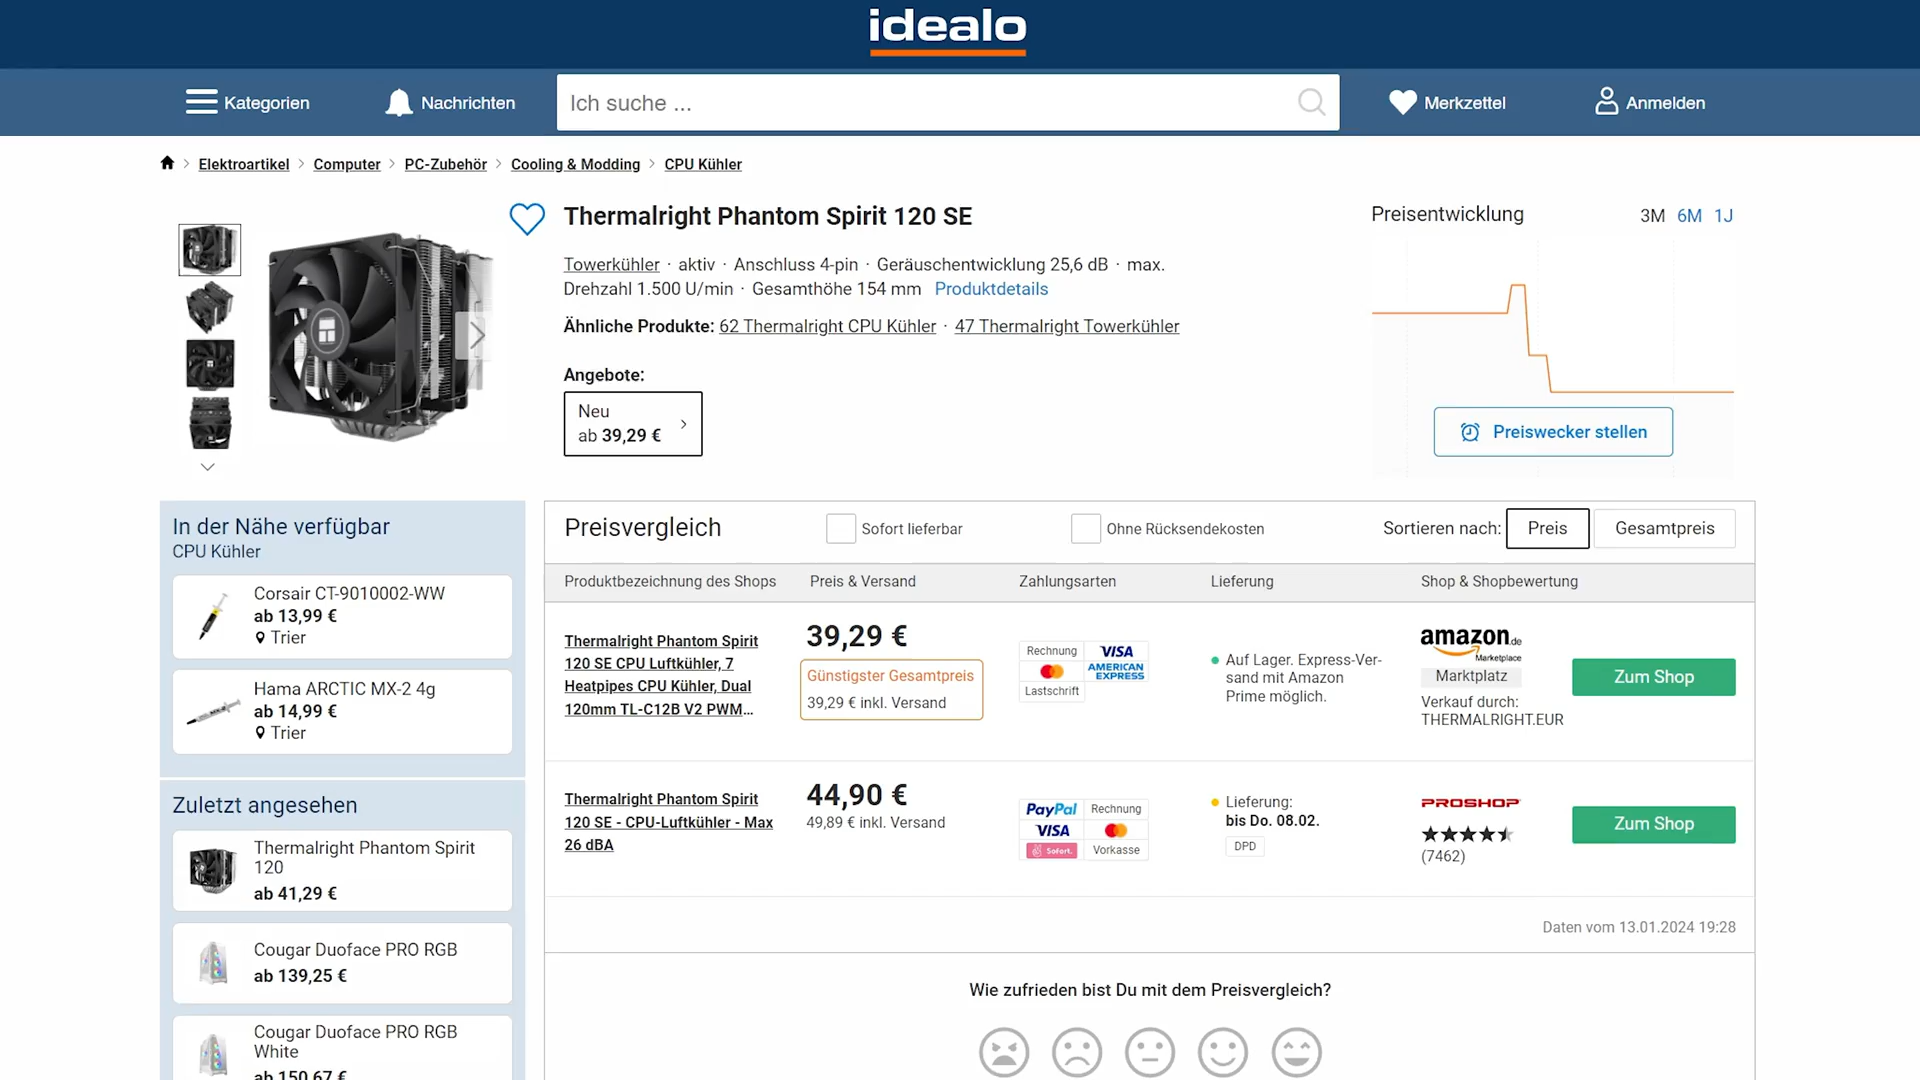 idealo
Kategorien
Nachrichten
Ich suche ...
Merkzettel
Anmelden
Elektroartikel > Computer > PC-Zubehör > Cooling & Modding > CPU Kühler
Thermalright Phantom Spirit 120 SE
Towerkühler · aktiv · Anschluss 4-pin · Geräuschentwicklung 25,6 dB · max.
Drehzahl 1.500 U/min · Gesamthöhe 154 mm Produktdetails
Ähnliche Produkte: 62 Thermalright CPU Kühler · 47 Thermalright Towerkühler
Angebote:
Neu
ab 39,29 €
Preisentwicklung
3M 6M 1J
Preiswecker stellen
In der Nähe verfügbar
CPU Kühler
Corsair CT-9010002-WW
ab 13,99 €
Trier
Hama ARCTIC MX-2 4g
ab 14,99 €
Trier
Zuletzt angesehen
Thermalright Phantom Spirit
120
ab 41,29 €
Cougar Duoface PRO RGB
ab 139,25 €
Cougar Duoface PRO RGB
White
ab 150,67 €
Preisvergleich
Sofort lieferbar
Ohne Rücksendekosten
Sortieren nach: Preis Gesamtpreis
Produktbezeichnung des Shops
Preis & Versand
Zahlungsarten
Lieferung
Shop & Shopbewertung
Thermalright Phantom Spirit
120 SE CPU Luftkühler, 7
Heatpipes CPU Kühler, Dual
120mm TL-C12B V2 PWM...
39,29 €
Günstigster Gesamtpreis
39,29 € inkl. Versand
Rechnung VISA
AMERICAN EXPRESS
Lastschrift
Auf Lager. Express-Ver-
sand mit Amazon
Prime möglich.
amazon.de
Marketplace
Marktplatz
Verkauf durch:
THERMALRIGHT.EUR
Zum Shop
Thermalright Phantom Spirit
120 SE - CPU-Luftkühler - Max
26 dBA
44,90 €
49,89 € inkl. Versand
PayPal Rechnung
VISA
Sofort. Vorkasse
Lieferung:
bis Do. 08.02.
DPD
PROSHOP
(7462)
Zum Shop
Daten vom 13.01.2024 19:28
Wie zufrieden bist Du mit dem Preisvergleich?